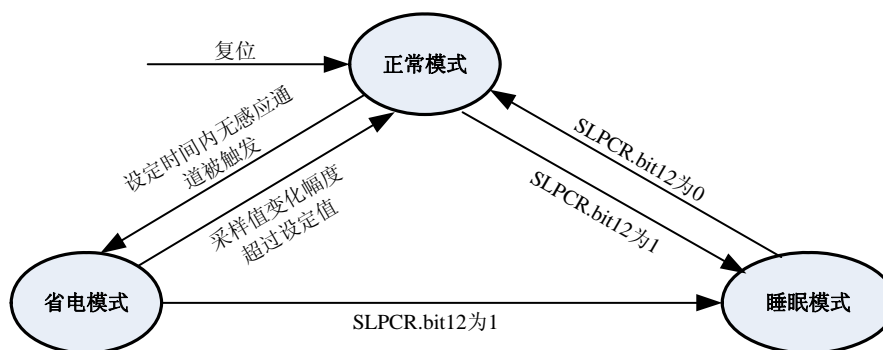 复位
正常模式
设定时间内无感应通
道被触发
采样值变化幅度
超过设定值
SLPCR.bit12为0
SLPCR.bit12为1
省电模式
睡眠模式
SLPCR.bit12为1